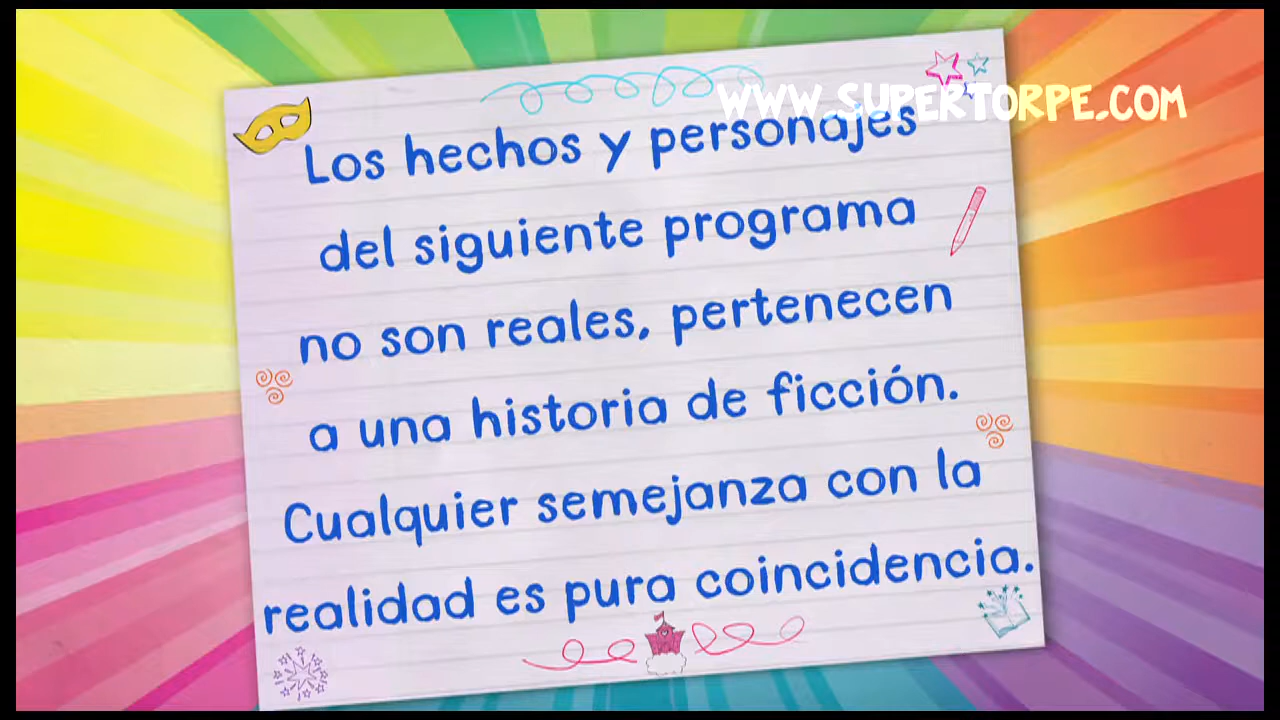 WWW.SUPERTORPE.COM
Los hechos y personajes
del siguiente programa
no son reales, pertenecen
a una historia de ficción.
Cualquier semejanza con la
realidad es pura coincidencia.